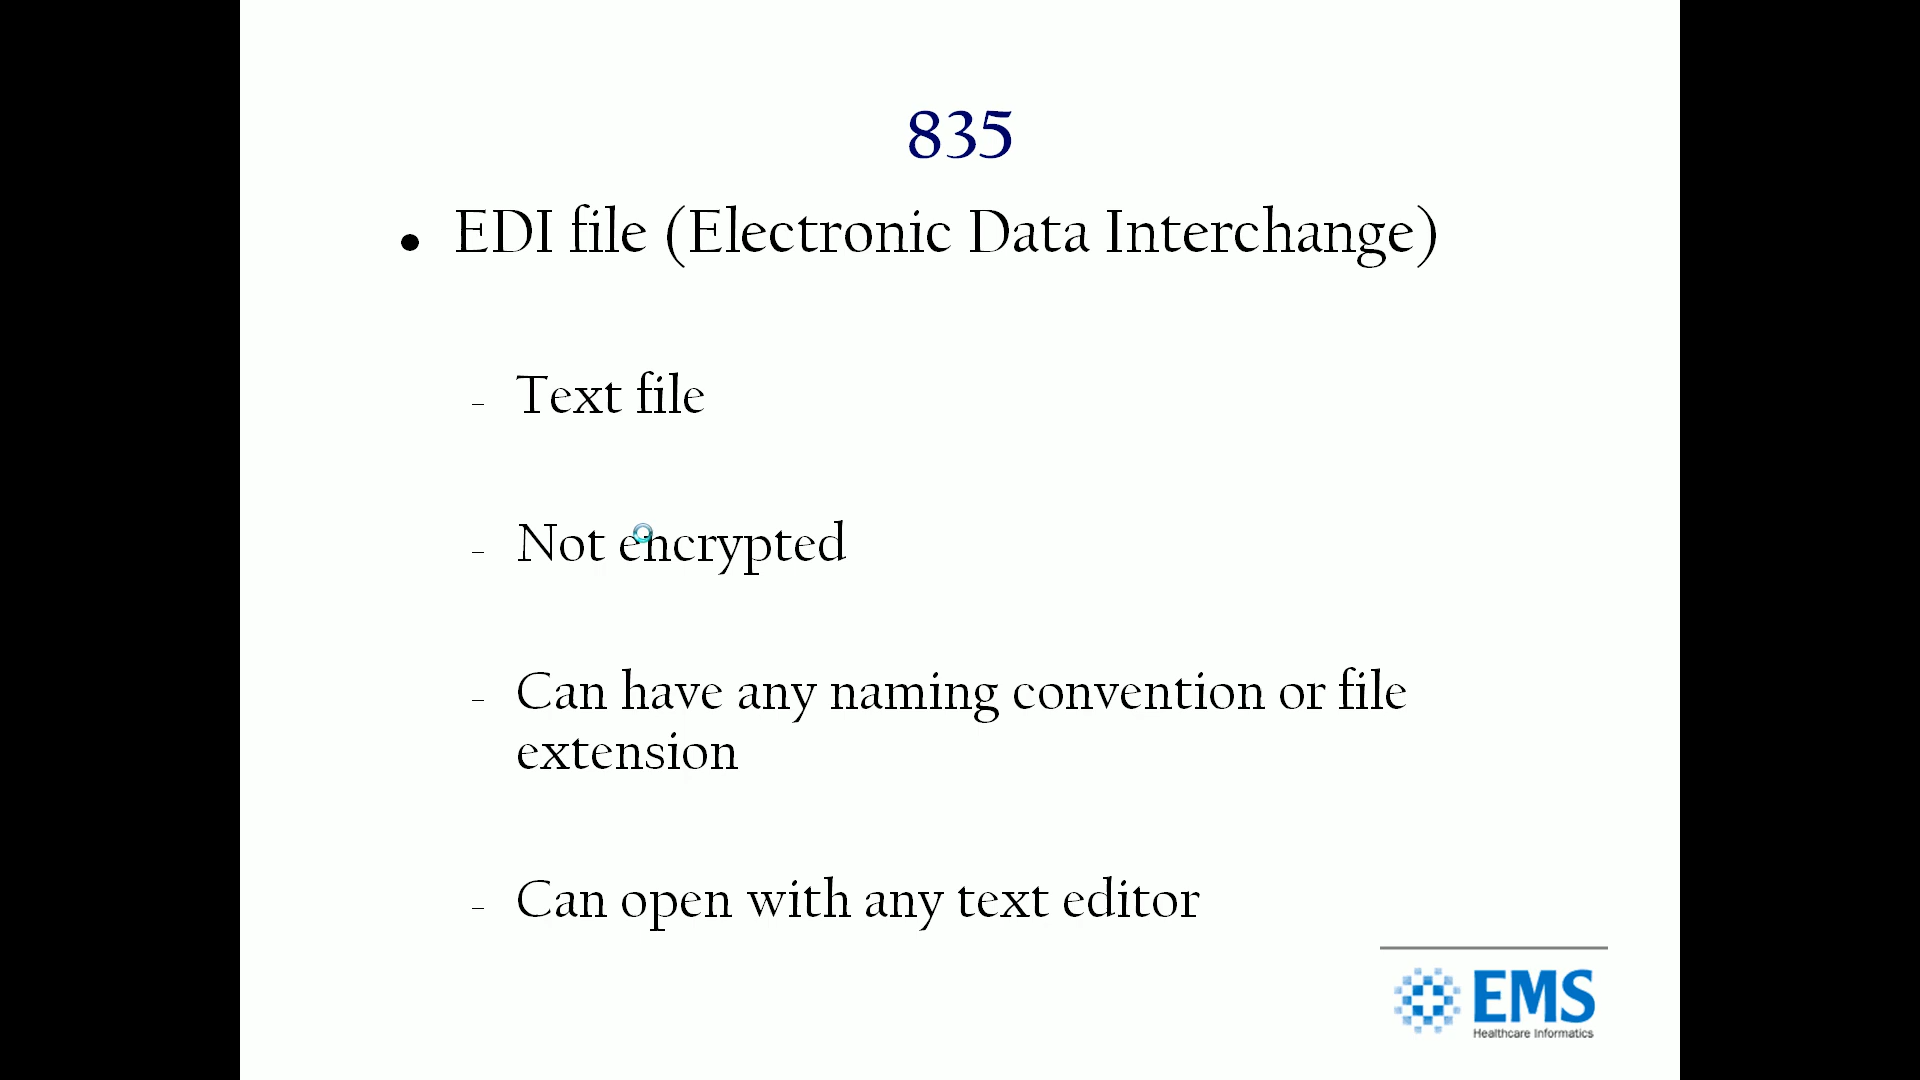 835
• EDI file (Electronic Data Interchange)
– Text file
– Not encrypted
– Can have any naming convention or file
extension
– Can open with any text editor
EMS
Healthcare Informatics